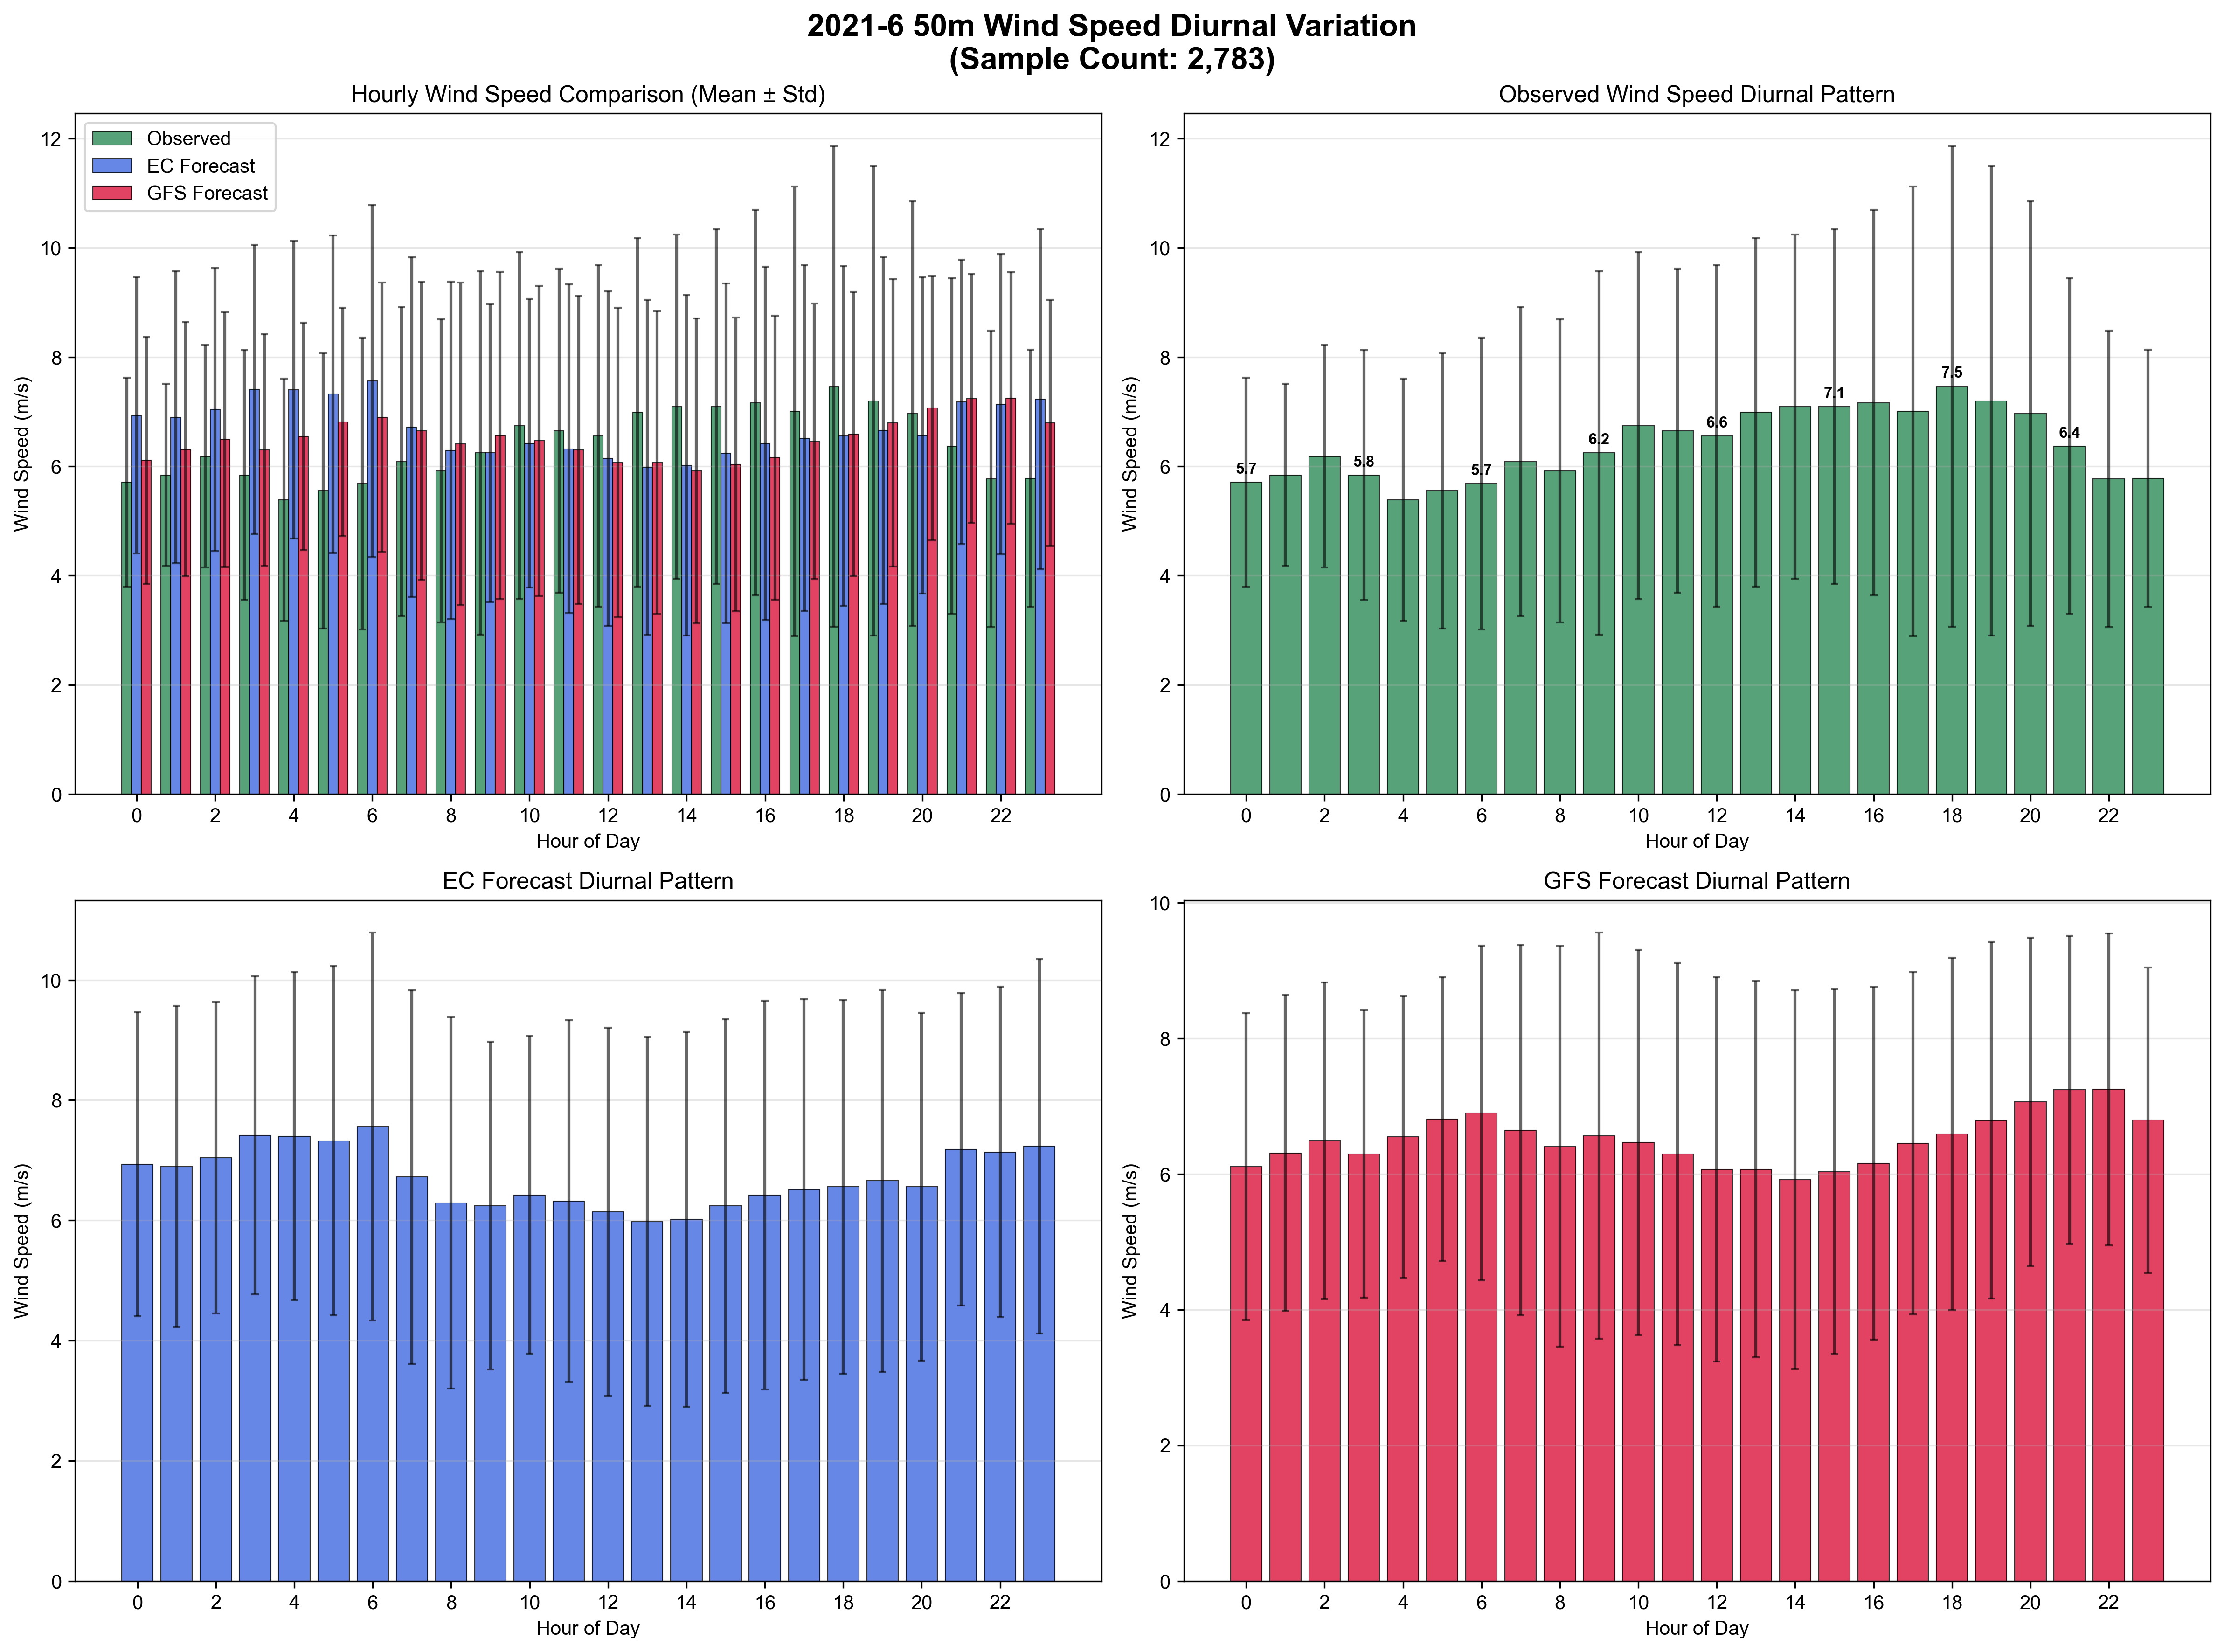 2021-6 50m Wind Speed Diurnal Variation
(Sample Count: 2,783)
Hourly Wind Speed Comparison (Mean ± Std)
Observed
EC Forecast
GFS Forecast
12
10
8
6
4
2
0
Wind Speed (m/s)
0 2 4 6 8 10 12 14 16 18 20 22
Hour of Day
Observed Wind Speed Diurnal Pattern
12
10
8
6
4
2
0
Wind Speed (m/s)
5.7 5.8 5.7 6.2 6.6 7.1 7.5 6.4
0 2 4 6 8 10 12 14 16 18 20 22
Hour of Day
EC Forecast Diurnal Pattern
10
8
6
4
2
0
Wind Speed (m/s)
0 2 4 6 8 10 12 14 16 18 20 22
Hour of Day
GFS Forecast Diurnal Pattern
10
8
6
4
2
0
Wind Speed (m/s)
0 2 4 6 8 10 12 14 16 18 20 22
Hour of Day